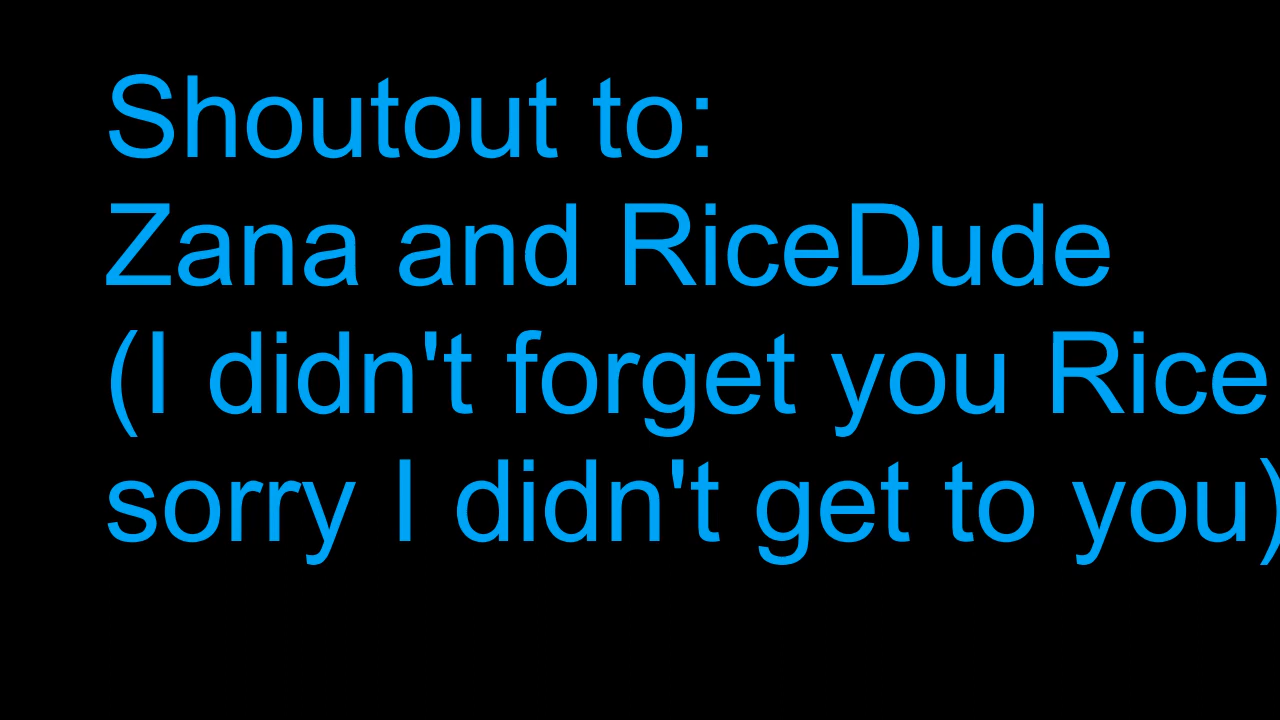 Shoutout to:
Zana and RiceDude
(I didn't forget you Rice
sorry I didn't get to you)